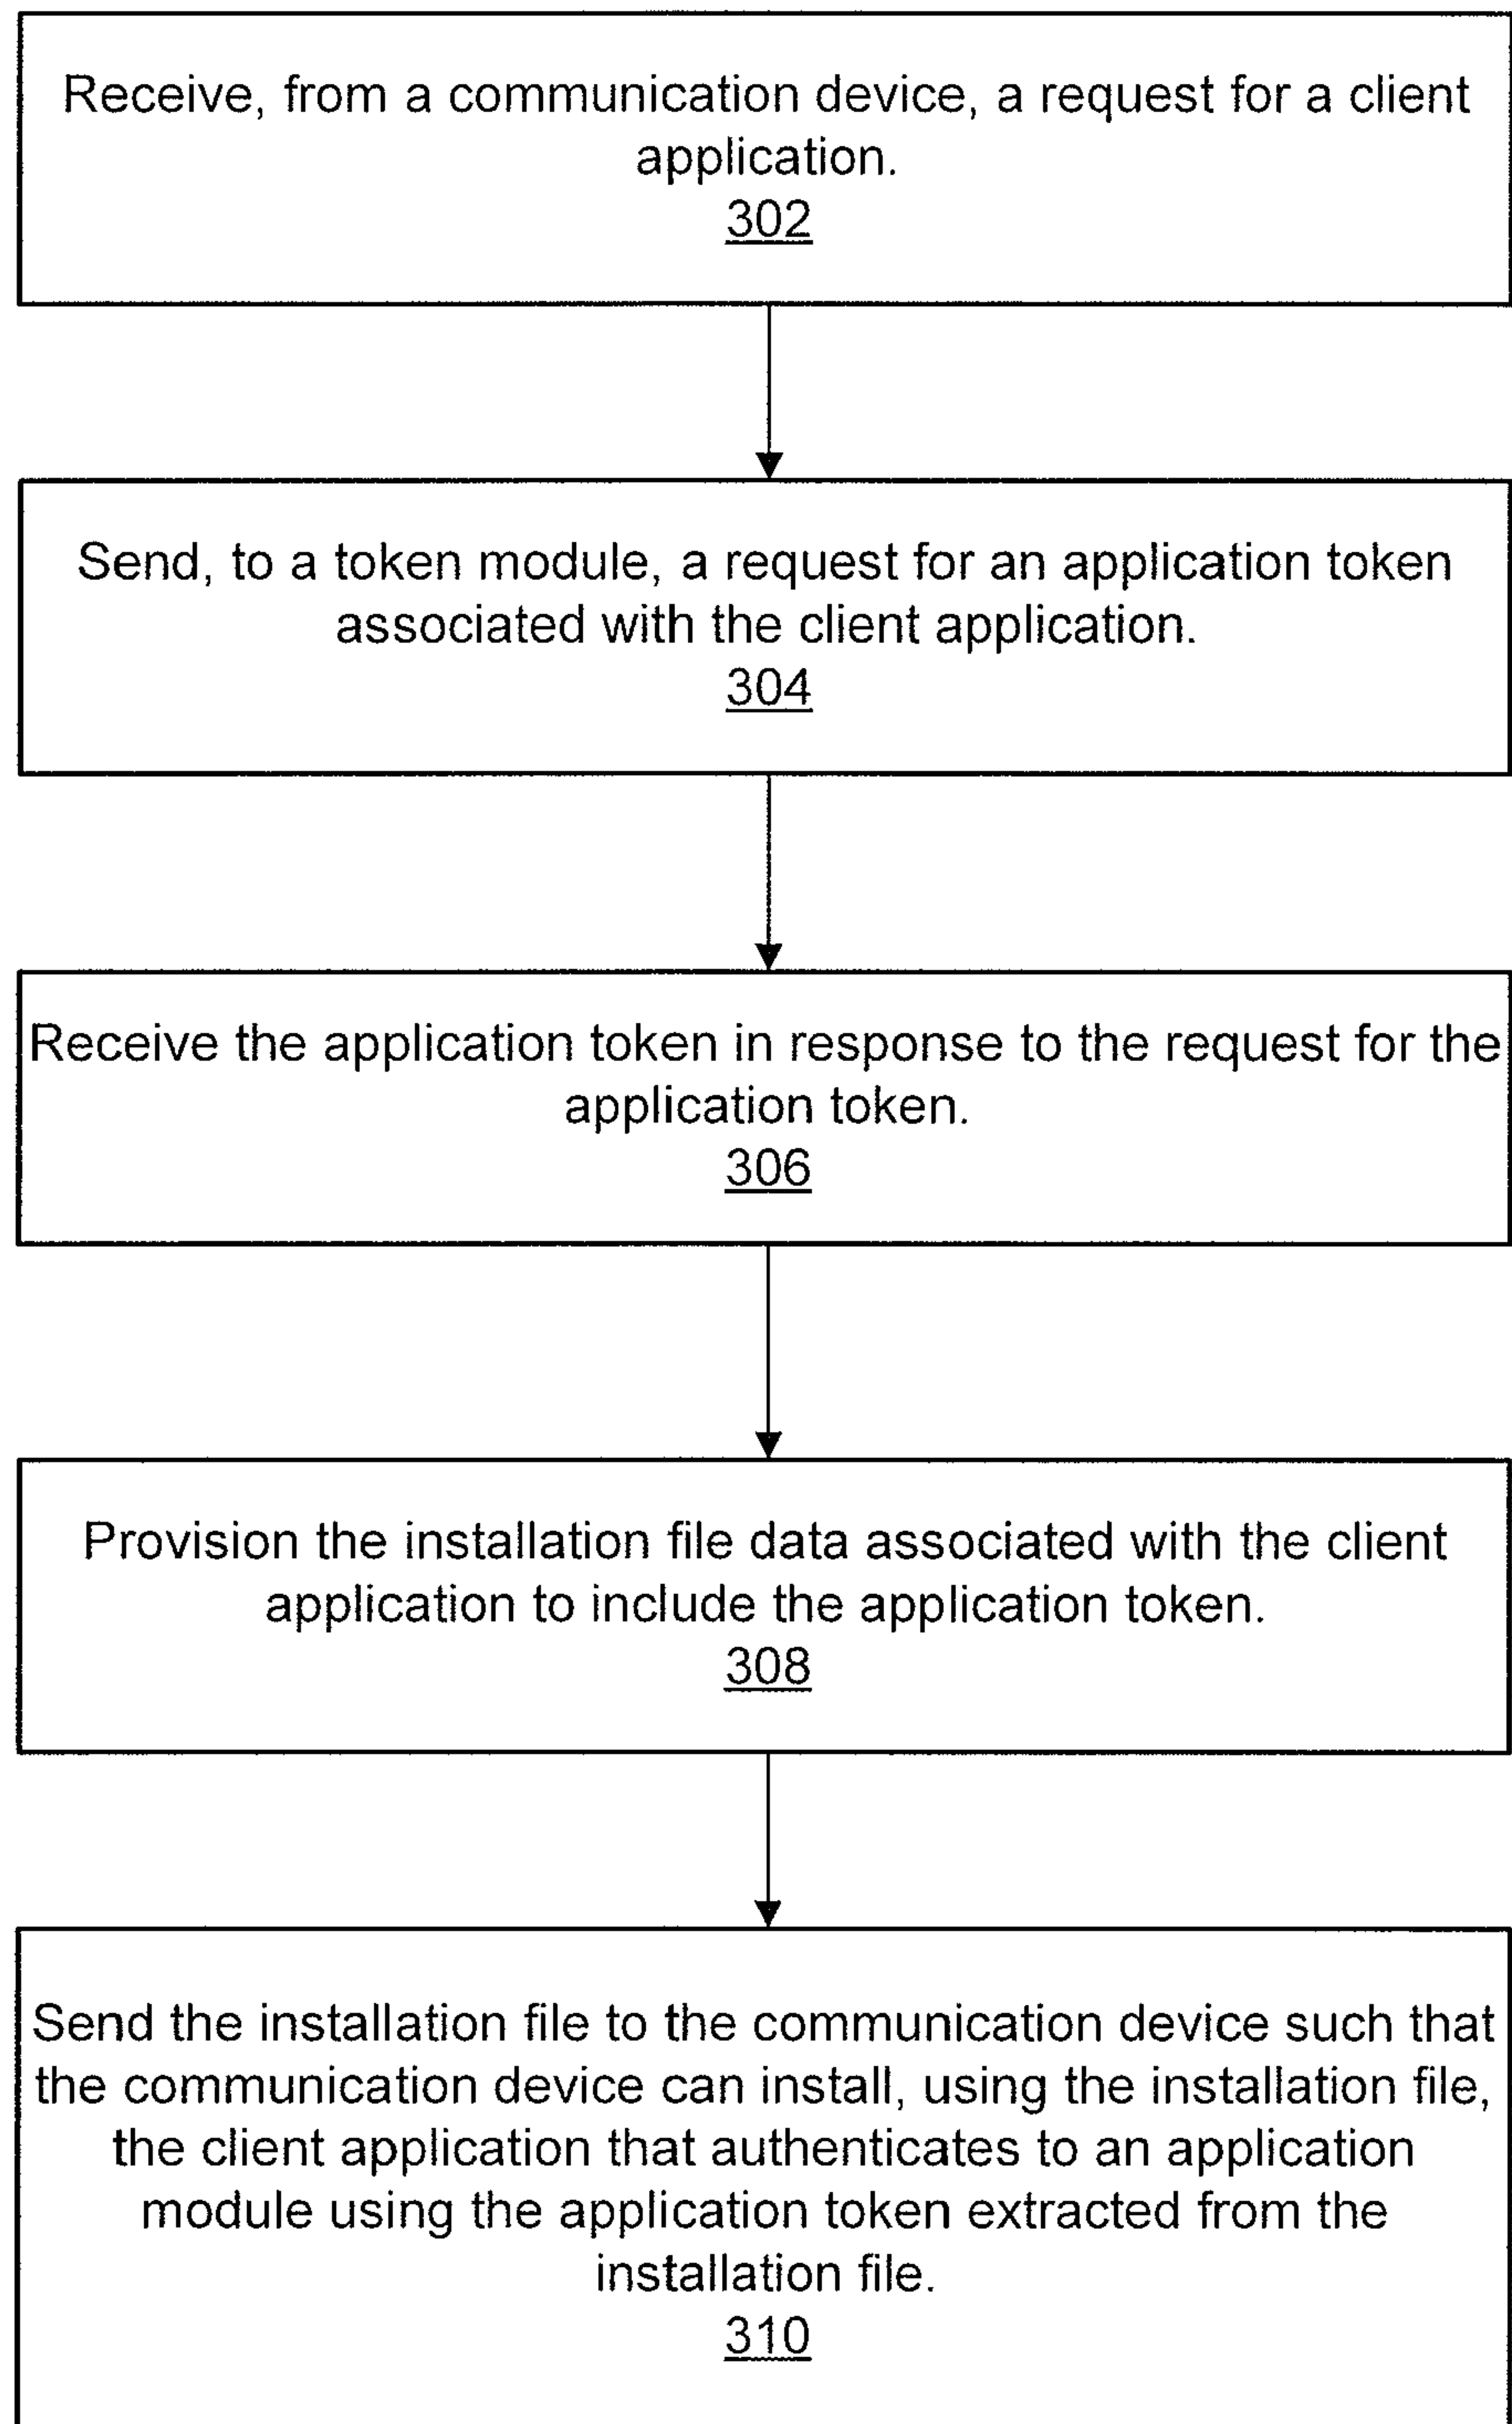 Receive, from a communication device, a request for a client
application.
302
Send, to a token module, a request for an application token
associated with the client application.
304
Receive the application token in response to the request for the
application token.
306
Provision the installation file data associated with the client
application to include the application token.
308
Send the installation file to the communication device such that
the communication device can install, using the installation file,
the client application that authenticates to an application
module using the application token extracted from the
installation file.
310